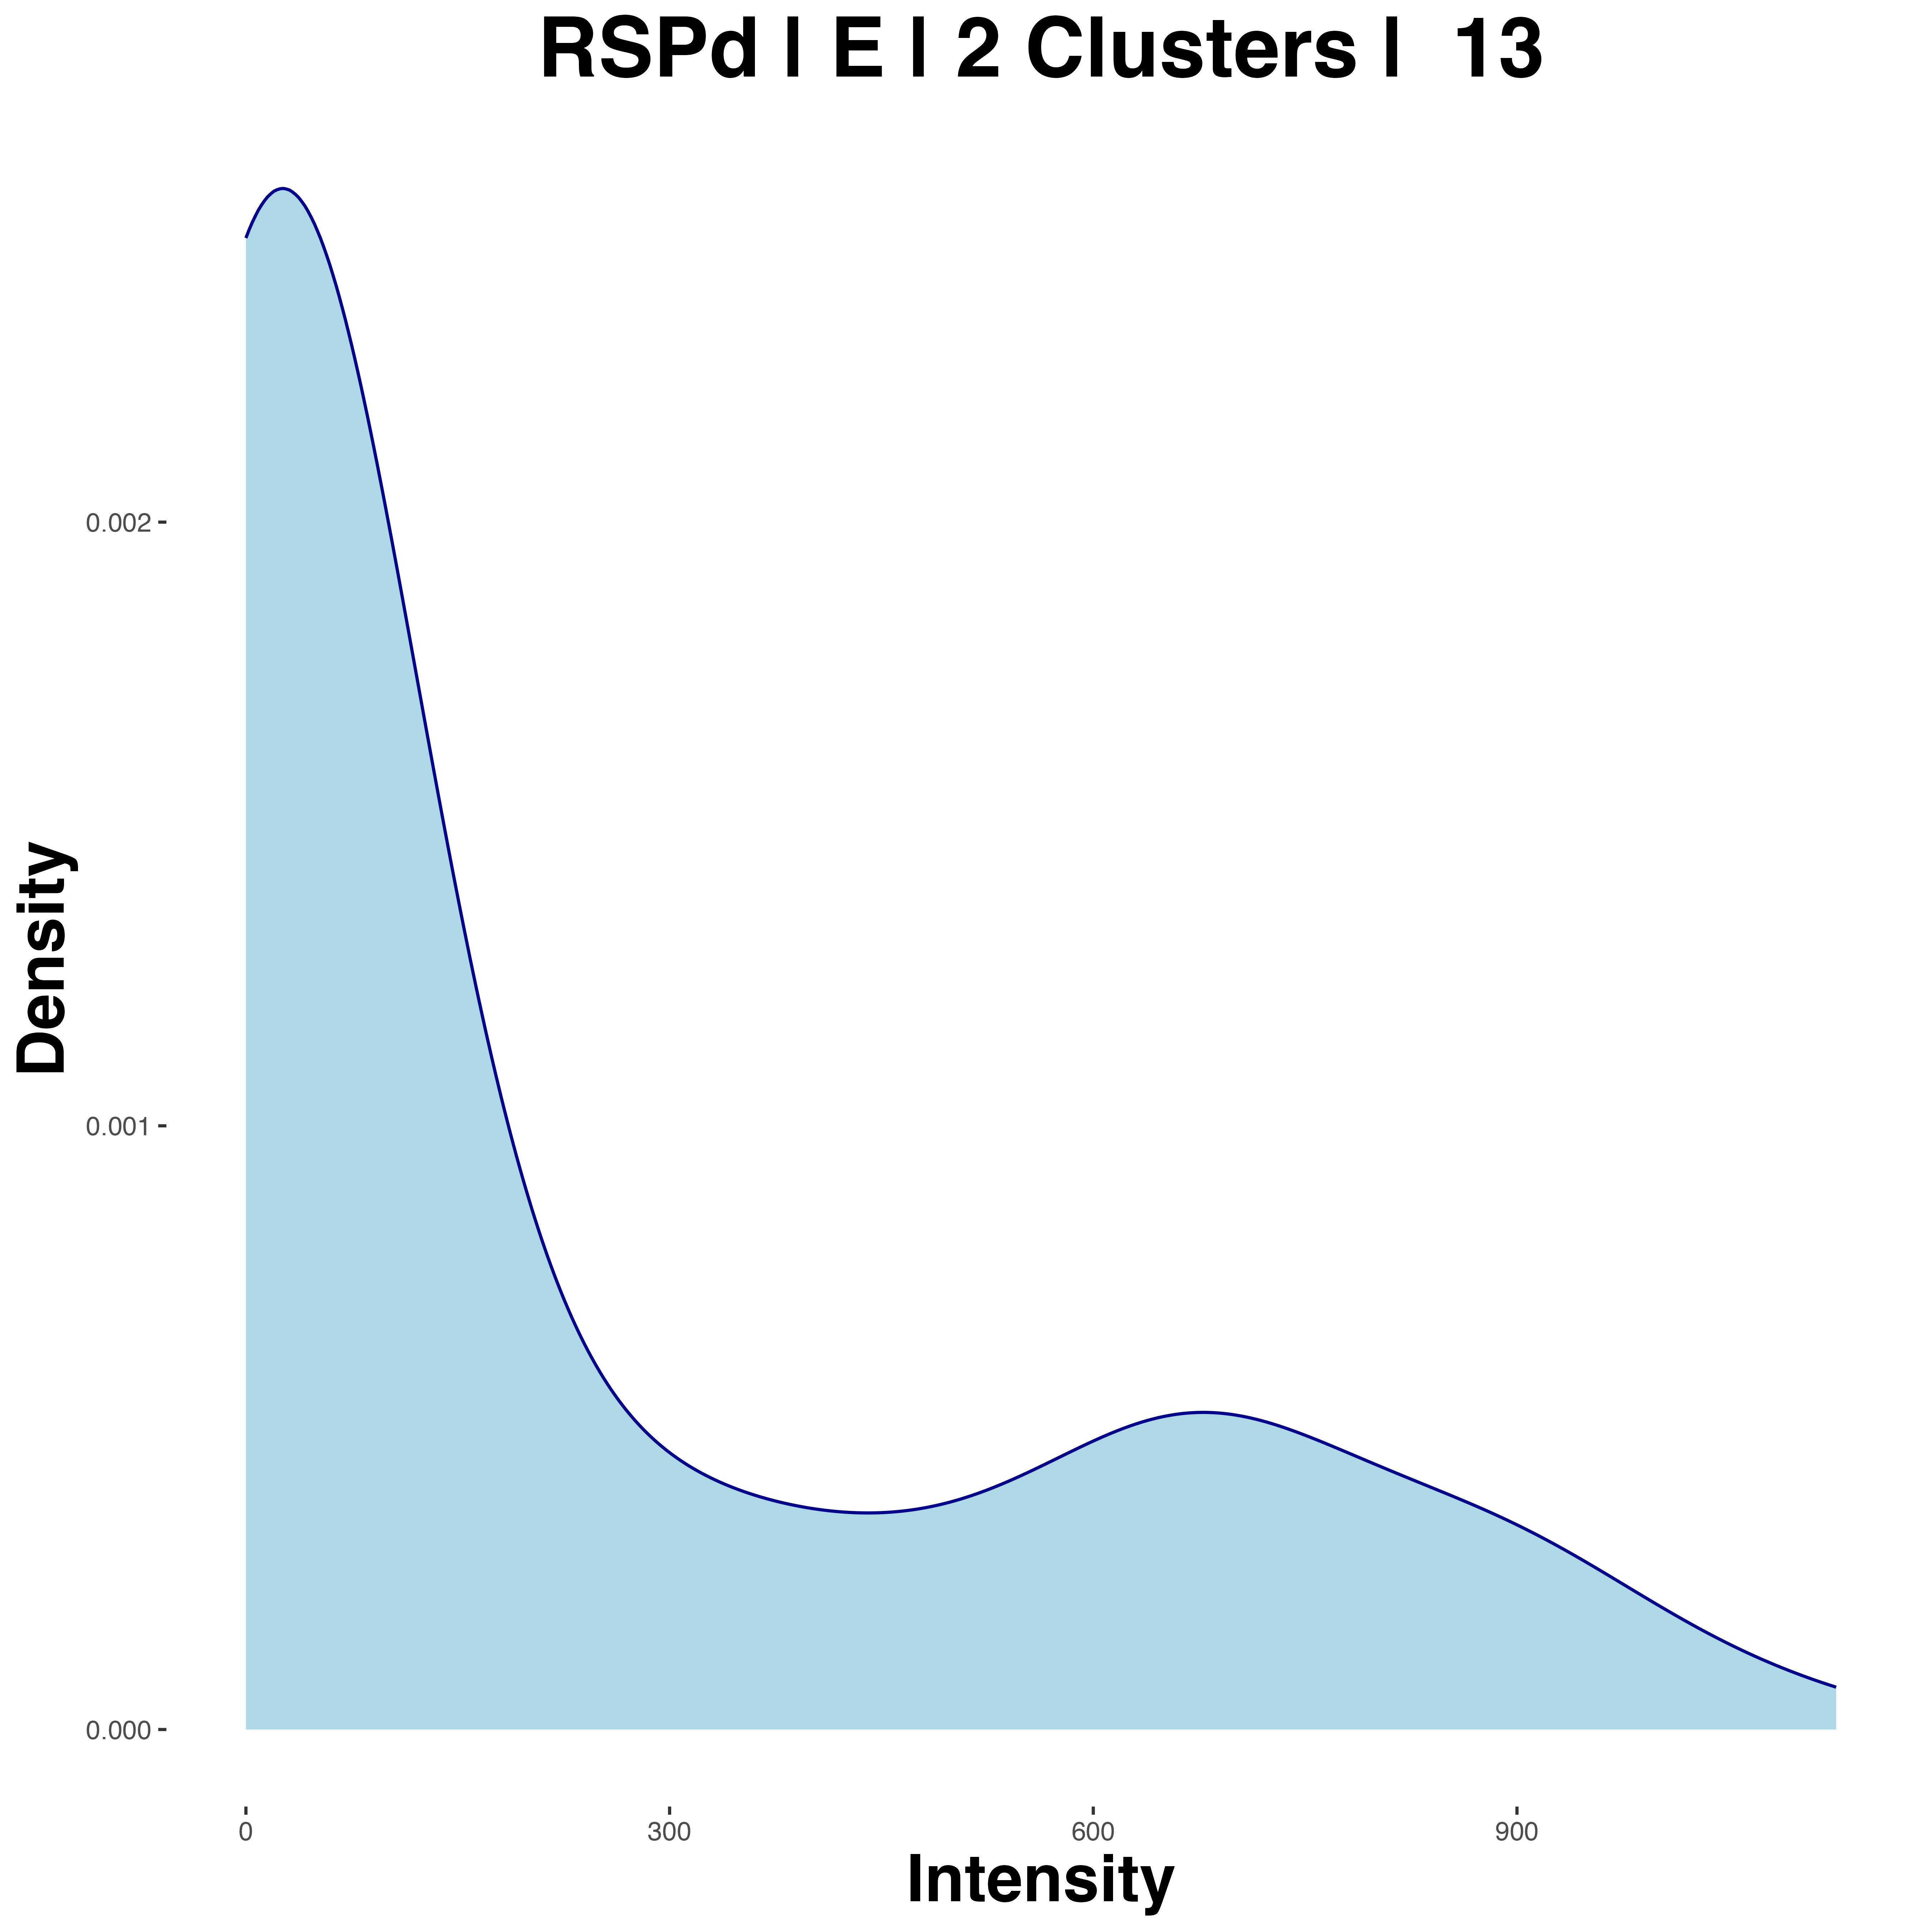 RSPd | E | 2 Clusters |  13
Density
0.002
0.001
0.000
0 300 600 900
Intensity